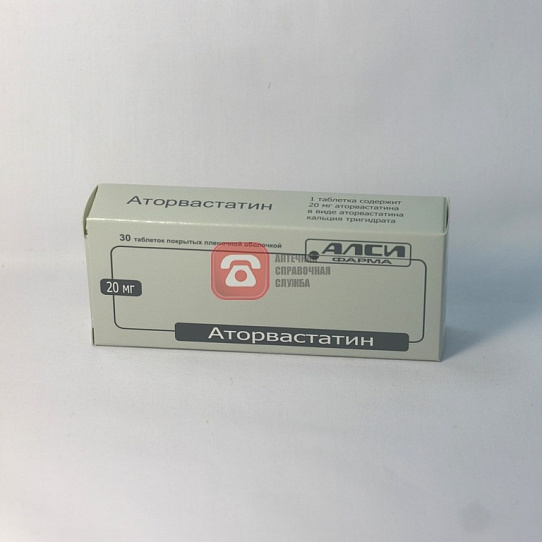 Аторвастатин
1 таблетка содержит
20 мг аторвастатина
в виде аторвастатина
кальция тригидрата
30 таблеток покрытых пленочной оболочкой
АЛСИ
ФАРМА
АПТЕЧНАЯ
СПРАВОЧНАЯ
СЛУЖБА
20 мг
Аторвастатин